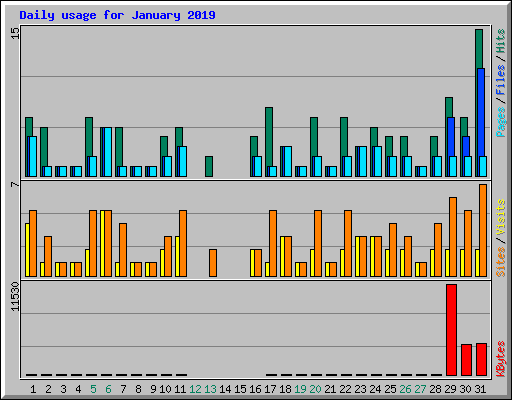 Daily usage for January 2019
15
Pages / Files / Hits
7
Sites / Visits
11530
KBytes
1 2 3 4 5 6 7 8 9 10 11 12 13 14 15 16 17 18 19 20 21 22 23 24 25 26 27 28 29 30 31